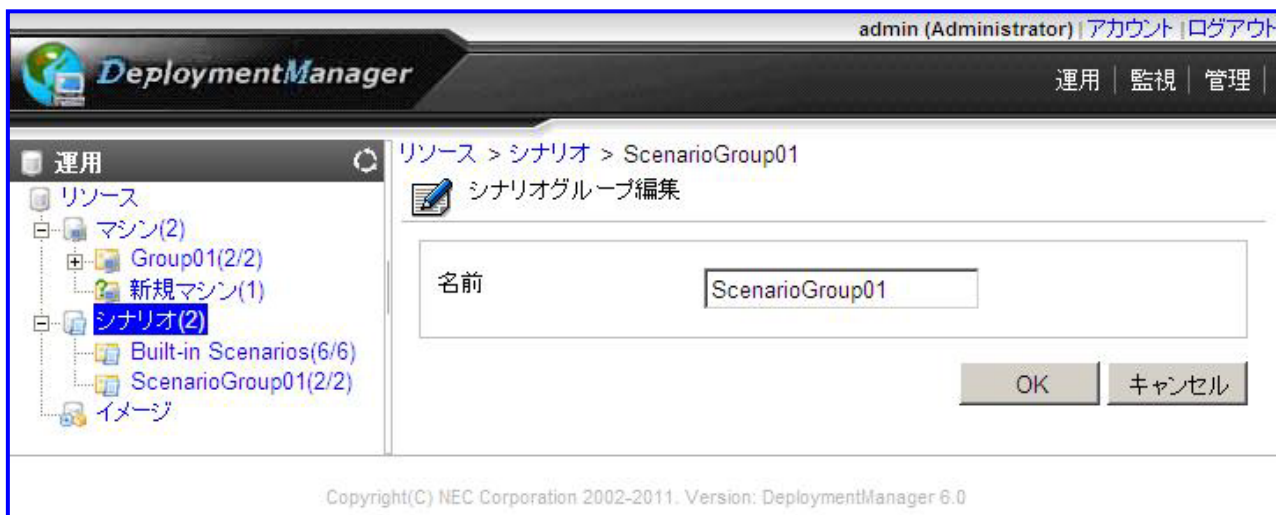 admin (Administrator) | アカウント | ログアウト
DeploymentManager
運用 | 監視 | 管理 |
運用
リソース
マシン(2)
Group01(2/2)
新規マシン(1)
シナリオ(2)
Built-in Scenarios(6/6)
ScenarioGroup01(2/2)
イメージ
リソース > シナリオ > ScenarioGroup01
シナリオグループ編集
名前 ScenarioGroup01
OK キャンセル
Copyright(C) NEC Corporation 2002-2011. Version: DeploymentManager 6.0